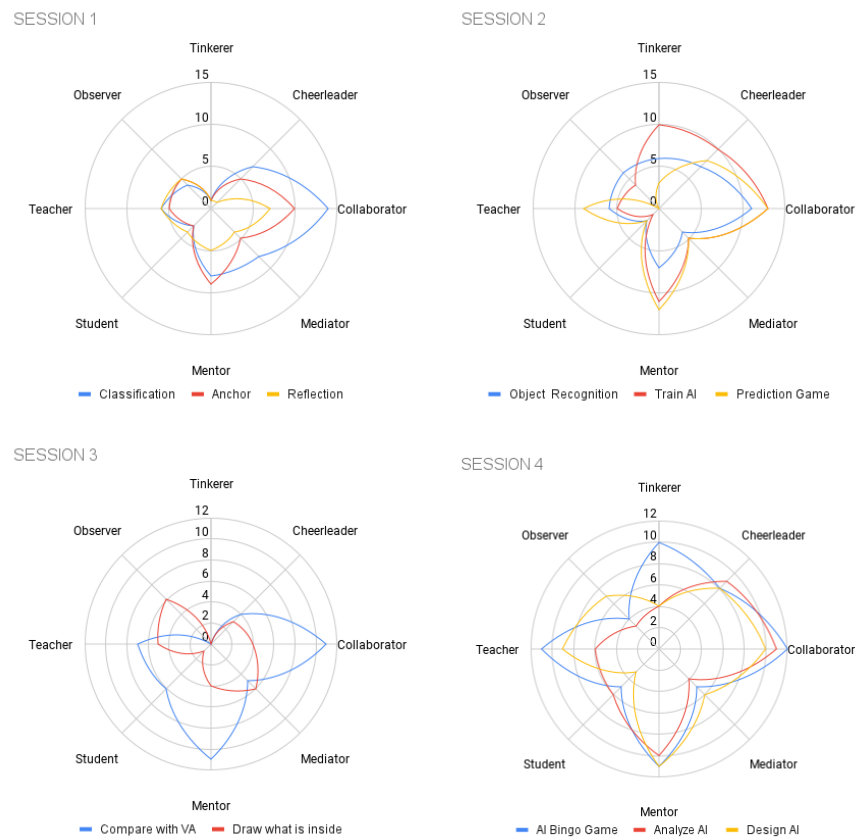 SESSION 1
Tinkerer
15
Observer
Cheerleader
10
5
0
Teacher
Collaborator
Student
Mediator
Mentor
Classification Anchor Reflection
SESSION 2
Tinkerer
15
Observer
Cheerleader
10
5
0
Teacher
Collaborator
Student
Mediator
Mentor
Object Recognition Train AI Prediction Game
SESSION 3
Tinkerer
12
Observer
Cheerleader
10
8
6
4
2
0
Teacher
Collaborator
Student
Mediator
Mentor
Compare with VA Draw what is inside
SESSION 4
Tinkerer
12
Observer
Cheerleader
10
8
6
4
2
0
Teacher
Collaborator
Student
Mediator
Mentor
AI Bingo Game Analyze AI Design AI